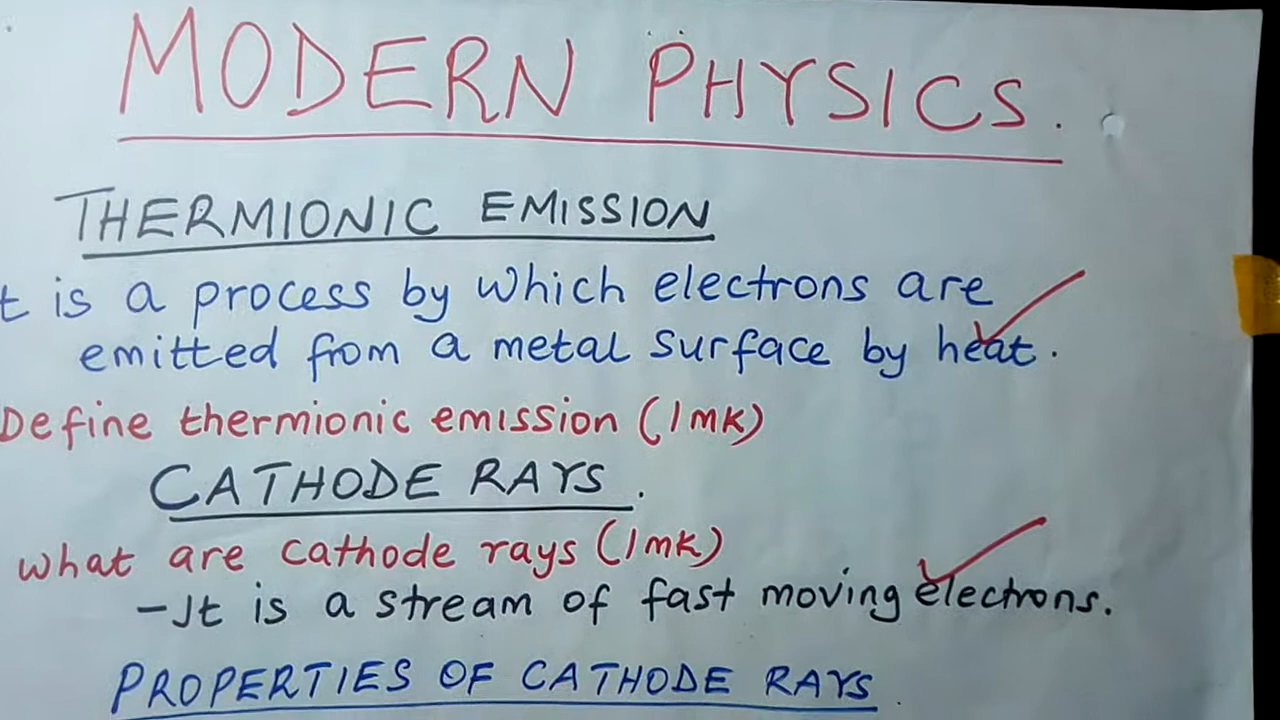 MODERN PHYSICS.
THERMIONIC EMISSION
t is a process by which electrons are
emitted from a metal surface by heat.
Define thermionic emission (1mk)
CATHODE RAYS.
what are cathode rays (1mk)
-It is a stream of fast moving electrons.
PROPERTIES OF CATHODE RAYS.